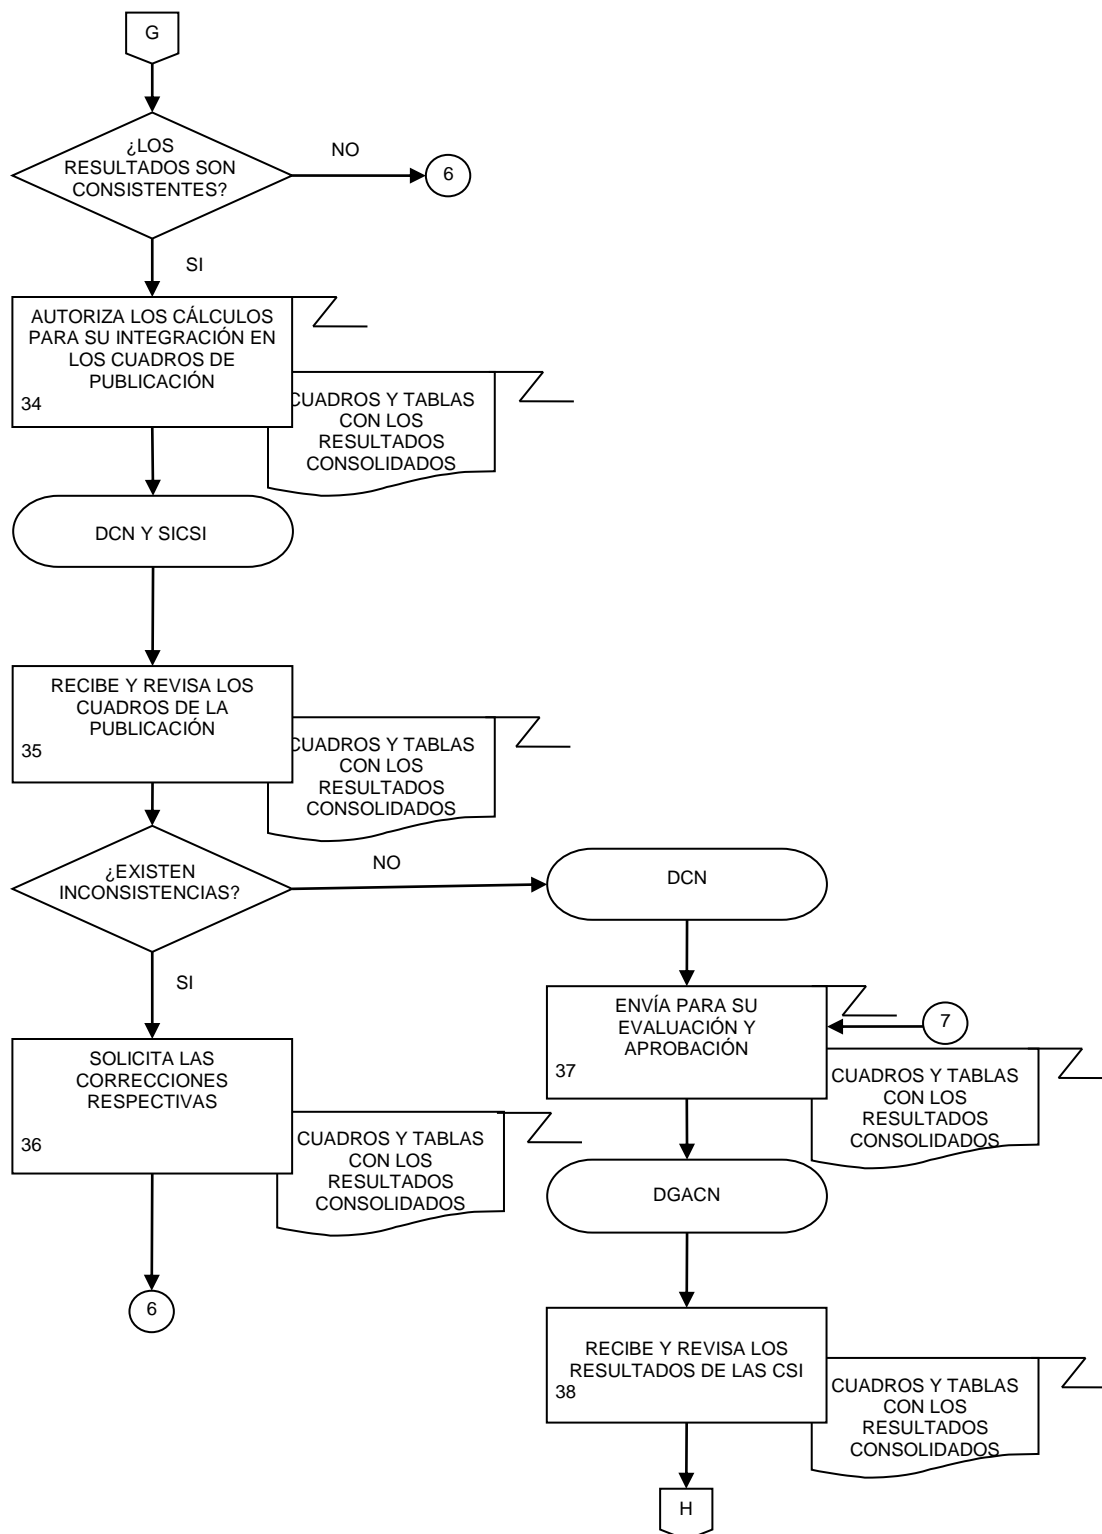 G
¿LOS
RESULTADOS SON
CONSISTENTES?
NO
6
SI
AUTORIZA LOS CÁLCULOS
PARA SU INTEGRACIÓN EN
LOS CUADROS DE
PUBLICACIÓN
34
CUADROS Y TABLAS
CON LOS
RESULTADOS
CONSOLIDADOS
DCN Y SICSI
RECIBE Y REVISA LOS
CUADROS DE LA
PUBLICACIÓN
35
CUADROS Y TABLAS
CON LOS
RESULTADOS
CONSOLIDADOS
¿EXISTEN
INCONSISTENCIAS?
NO
SI
SOLICITA LAS
CORRECCIONES
RESPECTIVAS
36
CUADROS Y TABLAS
CON LOS
RESULTADOS
CONSOLIDADOS
6
DCN
ENVÍA PARA SU
EVALUACIÓN Y
APROBACIÓN
37
7
CUADROS Y TABLAS
CON LOS
RESULTADOS
CONSOLIDADOS
DGACN
RECIBE Y REVISA LOS
RESULTADOS DE LAS CSI
38
CUADROS Y TABLAS
CON LOS
RESULTADOS
CONSOLIDADOS
H